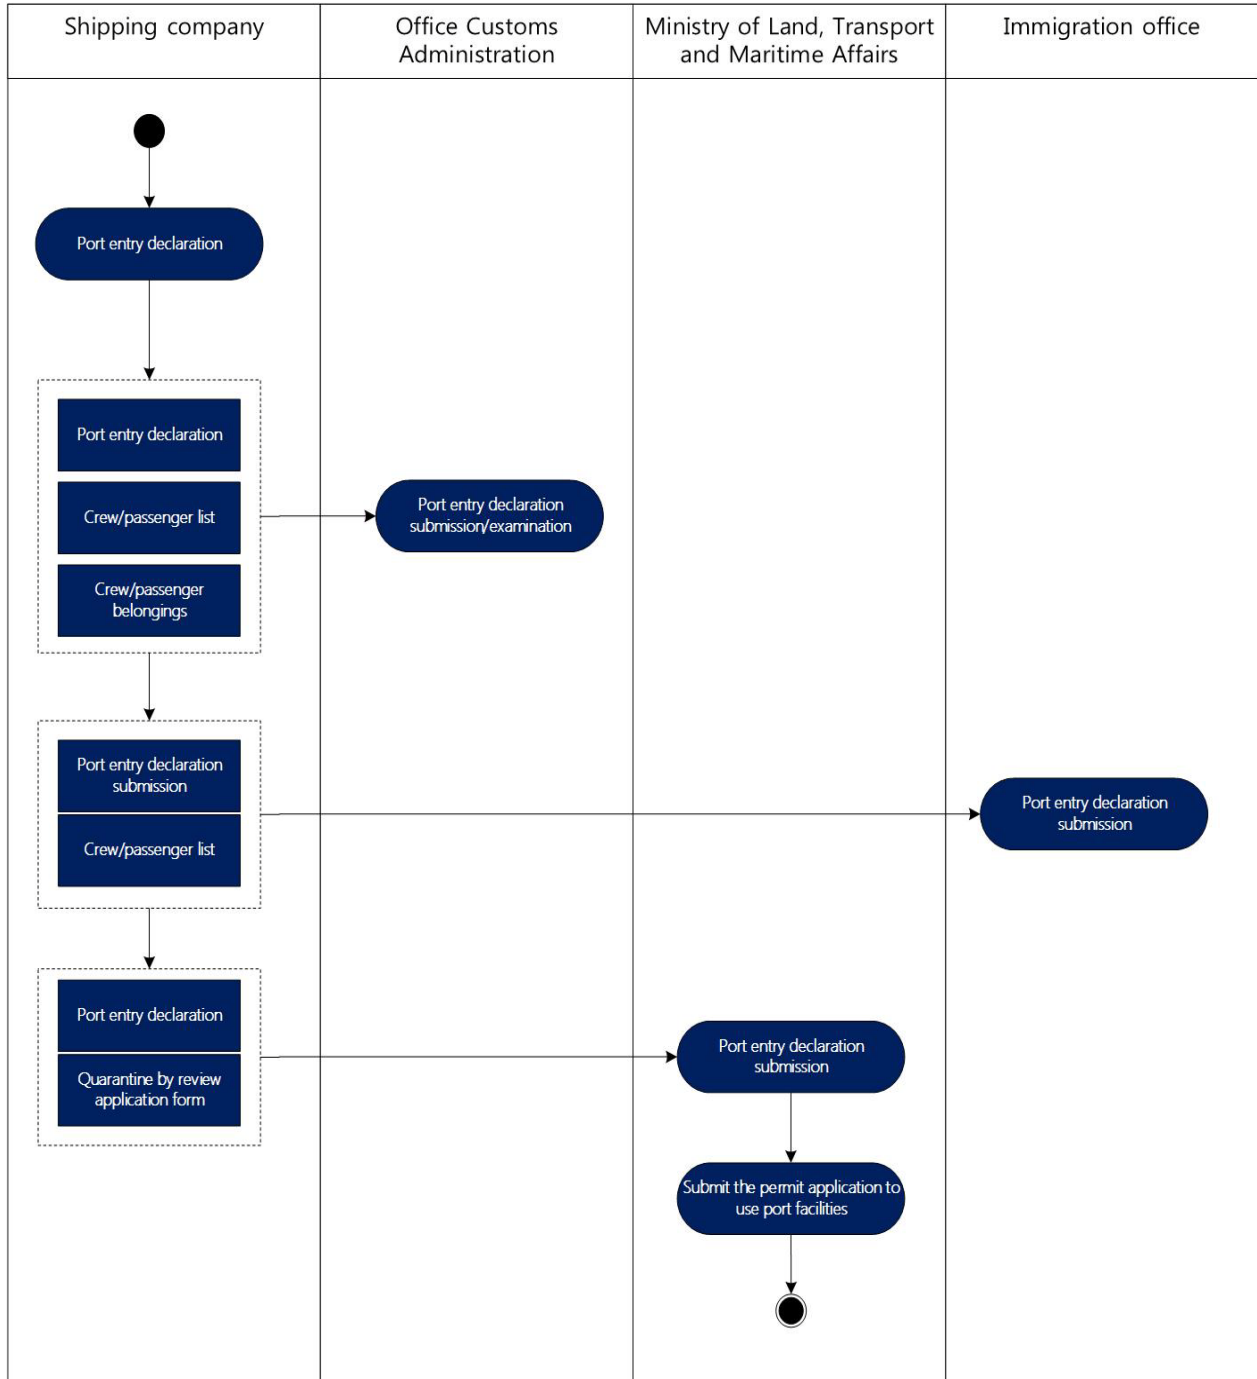 Shipping company
Office Customs
Administration
Ministry of Land, Transport
and Maritime Affairs
Immigration office
Port entry declaration
Port entry declaration
Crew/passenger list
Crew/passenger
belongings
Port entry declaration
submission/examination
Port entry declaration
submission
Crew/passenger list
Port entry declaration
submission
Port entry declaration
Quarantine by review
application form
Port entry declaration
submission
Submit the permit application to
use port facilities